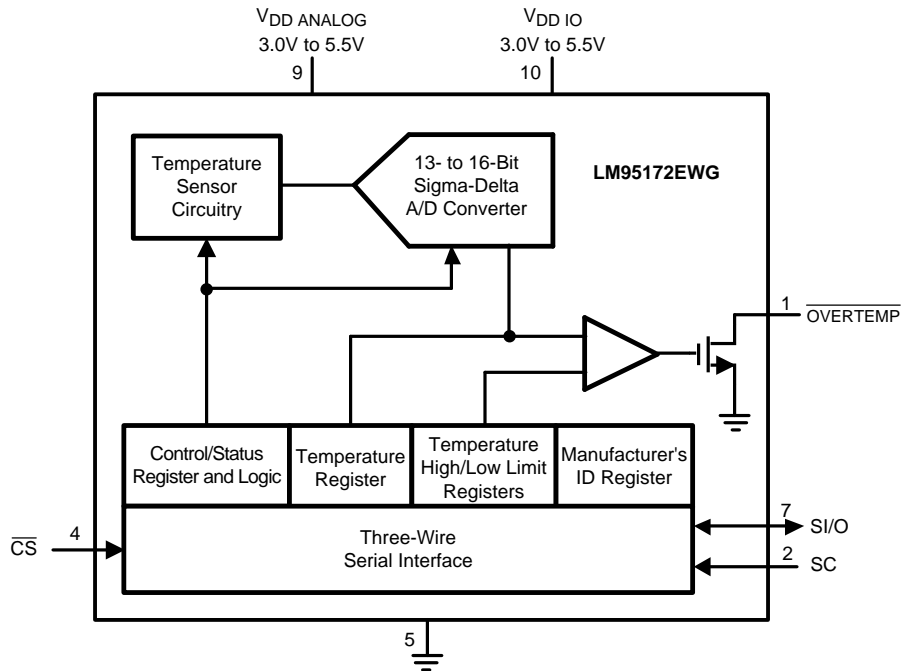 VDD ANALOG
3.0V to 5.5V
9
VDD IO
3.0V to 5.5V
10
Temperature
Sensor
Circuitry
13- to 16-Bit
Sigma-Delta
A/D Converter
LM95172EWG
1
OVERTEMP
Control/Status
Register and Logic
Temperature
Register
Temperature
High/Low Limit
Registers
Manufacturer's
ID Register
4
CS
Three-Wire
Serial Interface
7
SI/O
2
SC
5